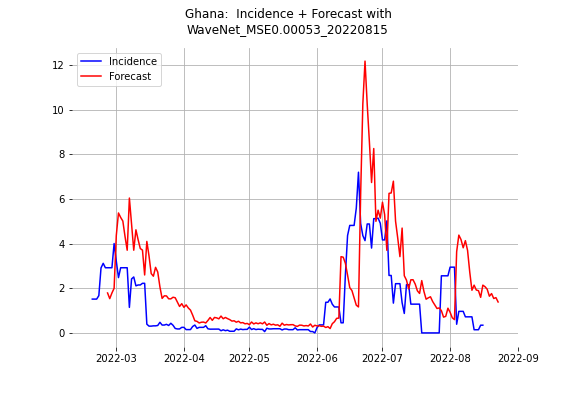 Ghana:  Incidence + Forecast with
WaveNet_MSE0.00053_20220815
Incidence
Forecast
12
10
8
6
4
2
0
2022-03 2022-04 2022-05 2022-06 2022-07 2022-08 2022-09